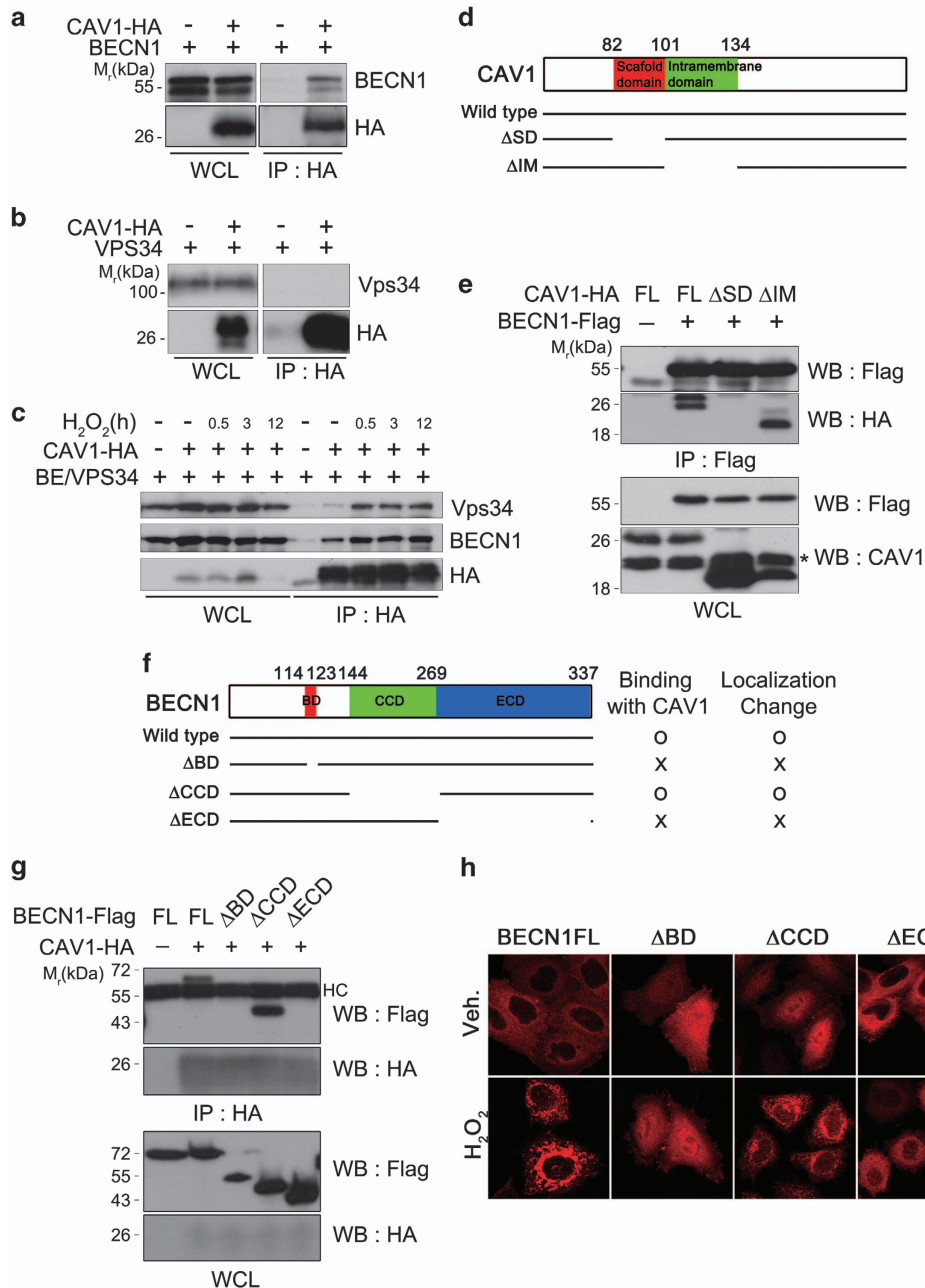 a
CAV1-HA - + - +
BECN1 + + + +
Mr(kDa)
55 -
BECN1
26 -
HA
WCL IP : HA
b
CAV1-HA - + - +
VPS34 + + + +
Mr(kDa)
100 -
Vps34
26 -
HA
WCL IP : HA
c
H2O2(h) - - 0.5 3 12 - - 0.5 3 12
CAV1-HA - + + + + - + + + +
BE/VPS34 + + + + + + + + + +
Vps34
BECN1
HA
WCL IP : HA
d
82 101 134
CAV1
Scafold domain
Intramembrane domain
Wild type
ΔSD
ΔIM
e
CAV1-HA FL FL ΔSD ΔIM
BECN1-Flag — + + +
Mr(kDa)
55 -
WB : Flag
26 -
18 -
WB : HA
IP : Flag
55 -
WB : Flag
26 -
18 -
* WB : CAV1
WCL
f
114 123 144 269 337
BECN1 BD CCD ECD
Binding with CAV1
Localization Change
Wild type O O
ΔBD X X
ΔCCD O O
ΔECD X X
g
BECN1-Flag FL FL ΔBD ΔCCD ΔECD
CAV1-HA — + + + +
Mr(kDa)
72 -
55 -
43 -
HC
WB : Flag
26 -
WB : HA
IP : HA
72 -
55 -
43 -
WB : Flag
26 -
WB : HA
WCL
h
BECN1FL ΔBD ΔCCD ΔEC
Veh.
H2O2